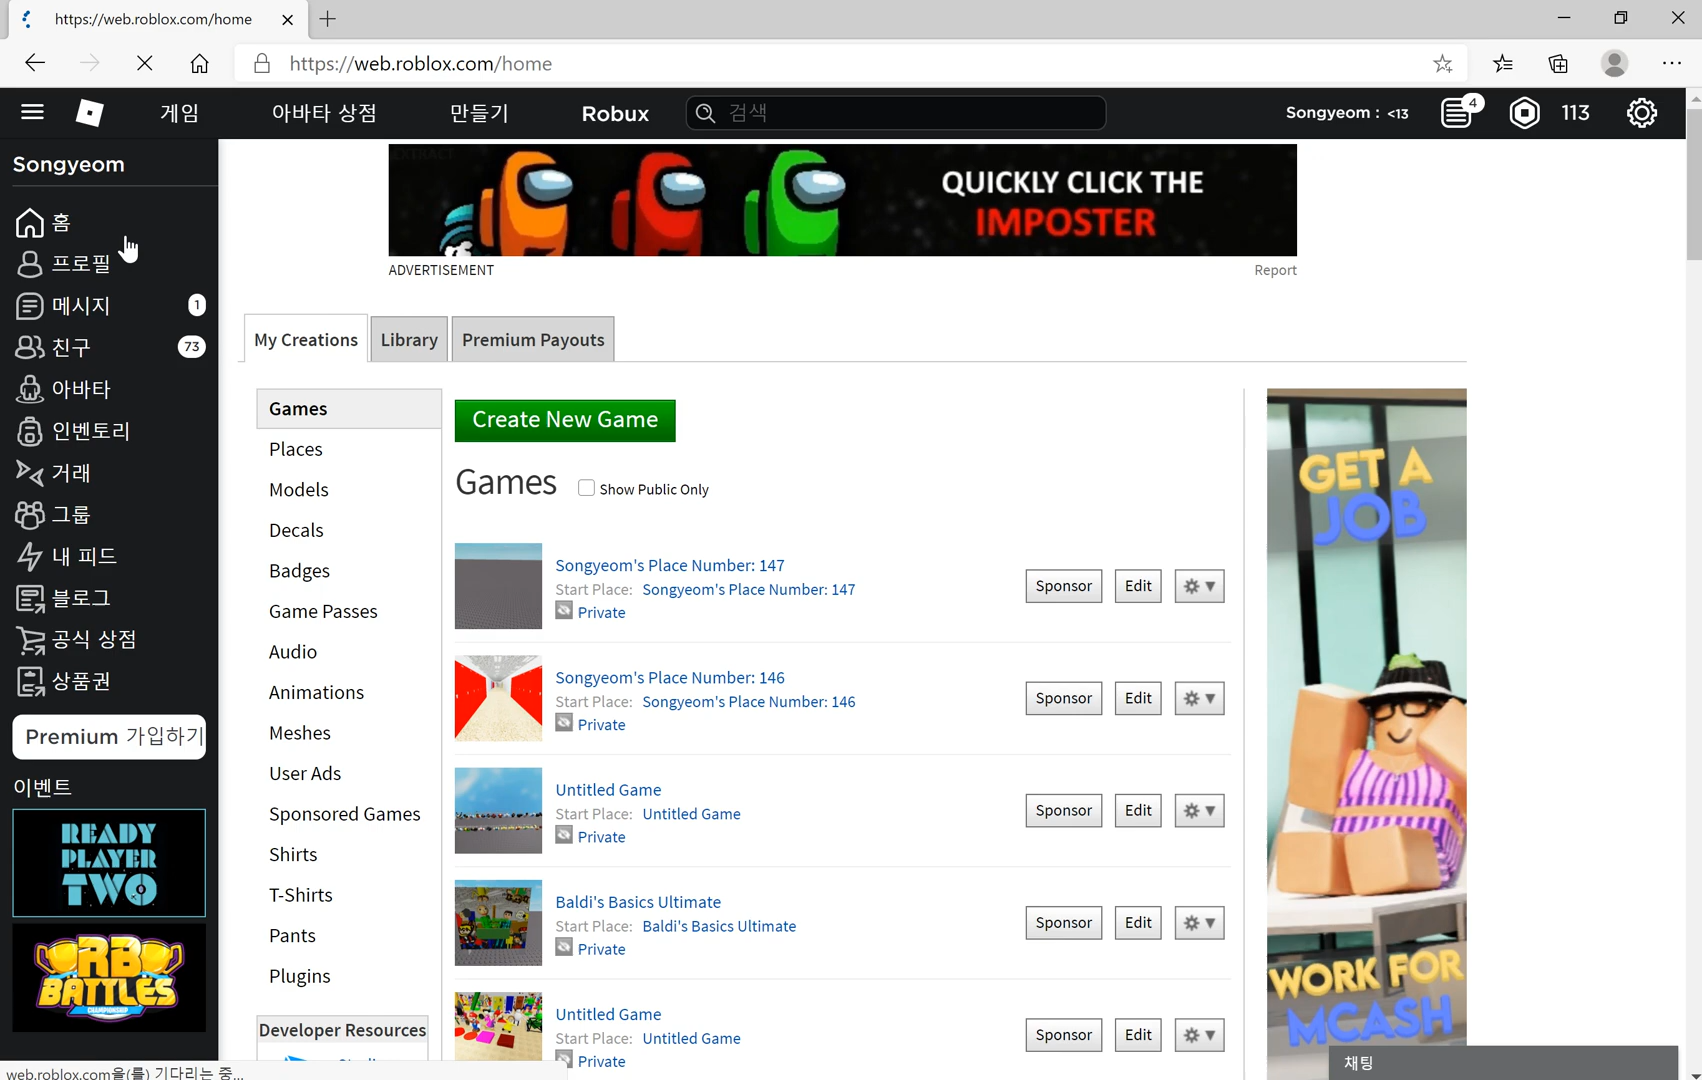 https://web.roblox.com/home
https://web.roblox.com/home
게임
아바타 상점
만들기
Robux
검색
Songyeom : <13
4
113
Songyeom
홈
프로필
메시지
1
친구
73
아바타
인벤토리
거래
그룹
내 피드
블로그
공식 상점
상품권
Premium 가입하기
이벤트
READY
PLAYER
TWO
RB
BATTLES
CHAMPIONSHIP
EXTRACT
QUICKLY CLICK THE
IMPOSTER
ADVERTISEMENT
Report
My Creations
Library
Premium Payouts
Games
Places
Models
Decals
Badges
Game Passes
Audio
Animations
Meshes
User Ads
Sponsored Games
Shirts
T-Shirts
Pants
Plugins
Developer Resources
Create New Game
Games
Show Public Only
Songyeom's Place Number: 147
Start Place: Songyeom's Place Number: 147
Private
Sponsor
Edit
Songyeom's Place Number: 146
Start Place: Songyeom's Place Number: 146
Private
Sponsor
Edit
Untitled Game
Start Place: Untitled Game
Private
Sponsor
Edit
Baldi's Basics Ultimate
Start Place: Baldi's Basics Ultimate
Private
Sponsor
Edit
Untitled Game
Start Place: Untitled Game
Private
Sponsor
Edit
GET A
JOB
WORK FOR
MCASH
채팅
web.roblox.com을(를) 기다리는 중...